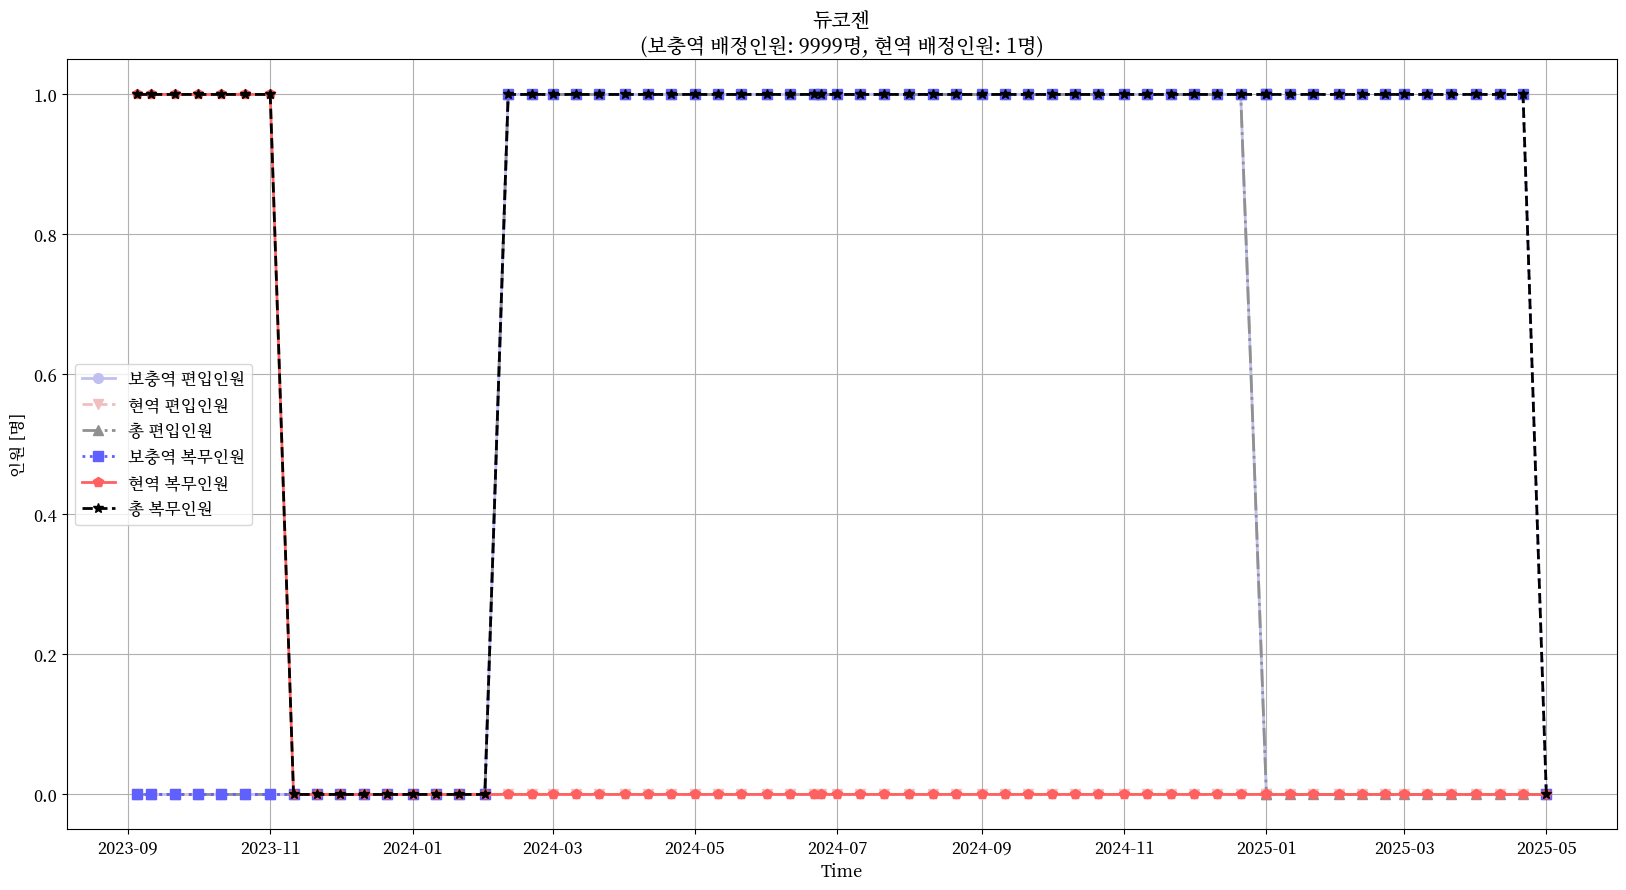 듀코젠
(보충역 배정인원: 9999명, 현역 배정인원: 1명)
인원 [명]
1.0
0.8
0.6
0.4
0.2
0.0
보충역 편입인원
현역 편입인원
총 편입인원
보충역 복무인원
현역 복무인원
총 복무인원
2023-09 2023-11 2024-01 2024-03 2024-05 2024-07 2024-09 2024-11 2025-01 2025-03 2025-05
Time